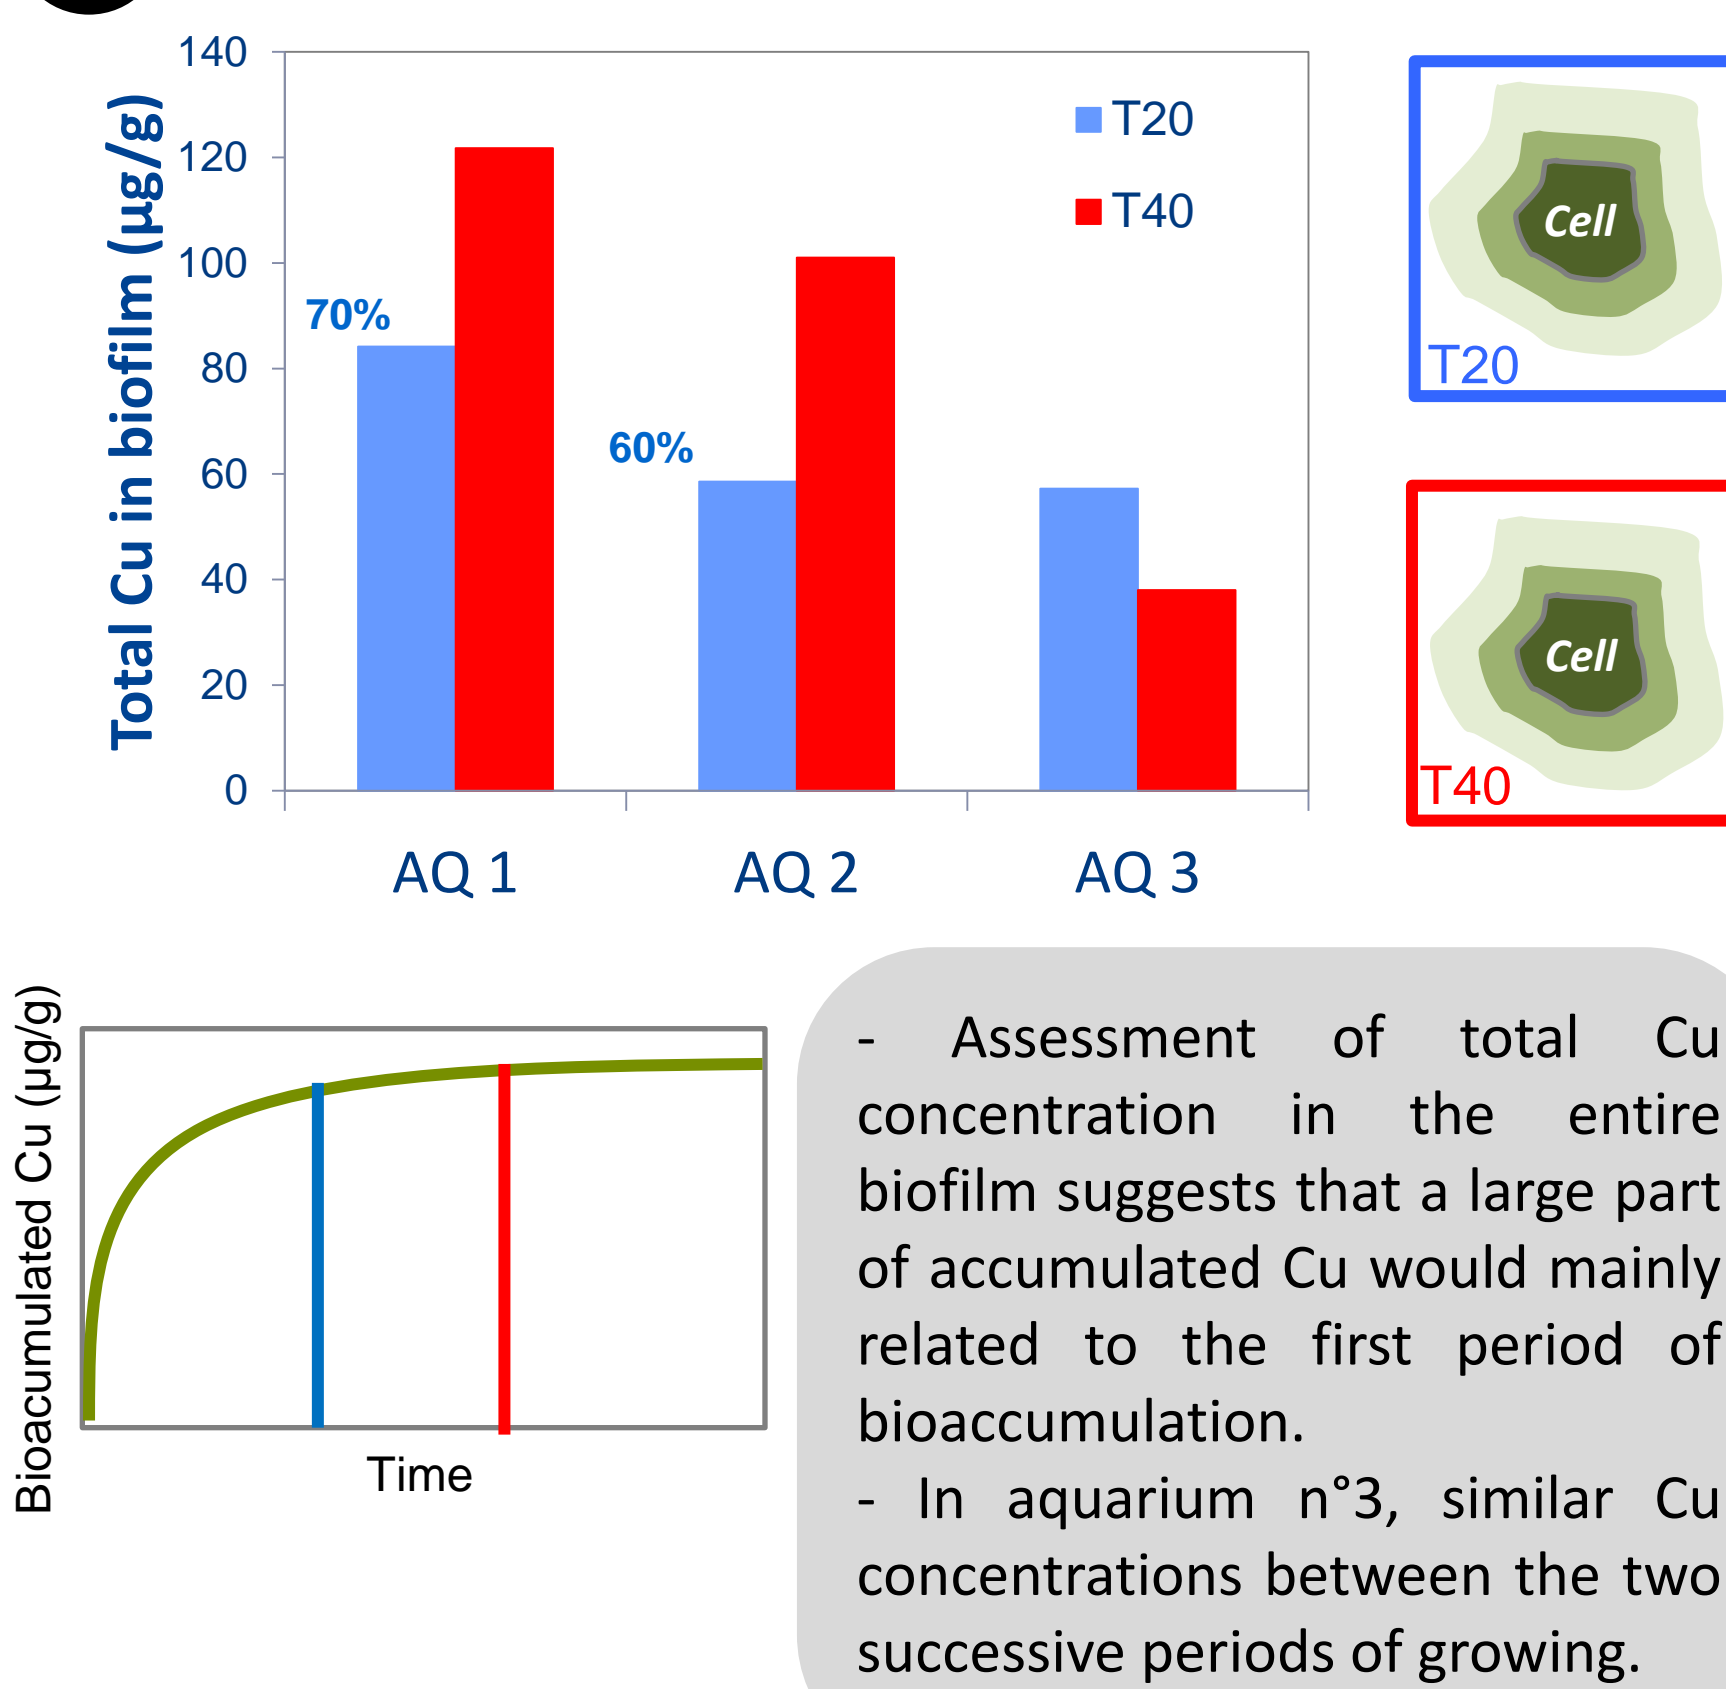 Total Cu in biofilm (µg/g)
140
120
100
80
60
40
20
0
70%
60%
T20
T40
AQ 1
AQ 2
AQ 3
Cell
T20
Cell
T40
Bioacumulated Cu (µg/g)
Time
- Assessment of total Cu
concentration in the entire
biofilm suggests that a large part
of accumulated Cu would mainly
related to the first period of
bioaccumulation.
- In aquarium n°3, similar Cu
concentrations between the two
successive periods of growing.